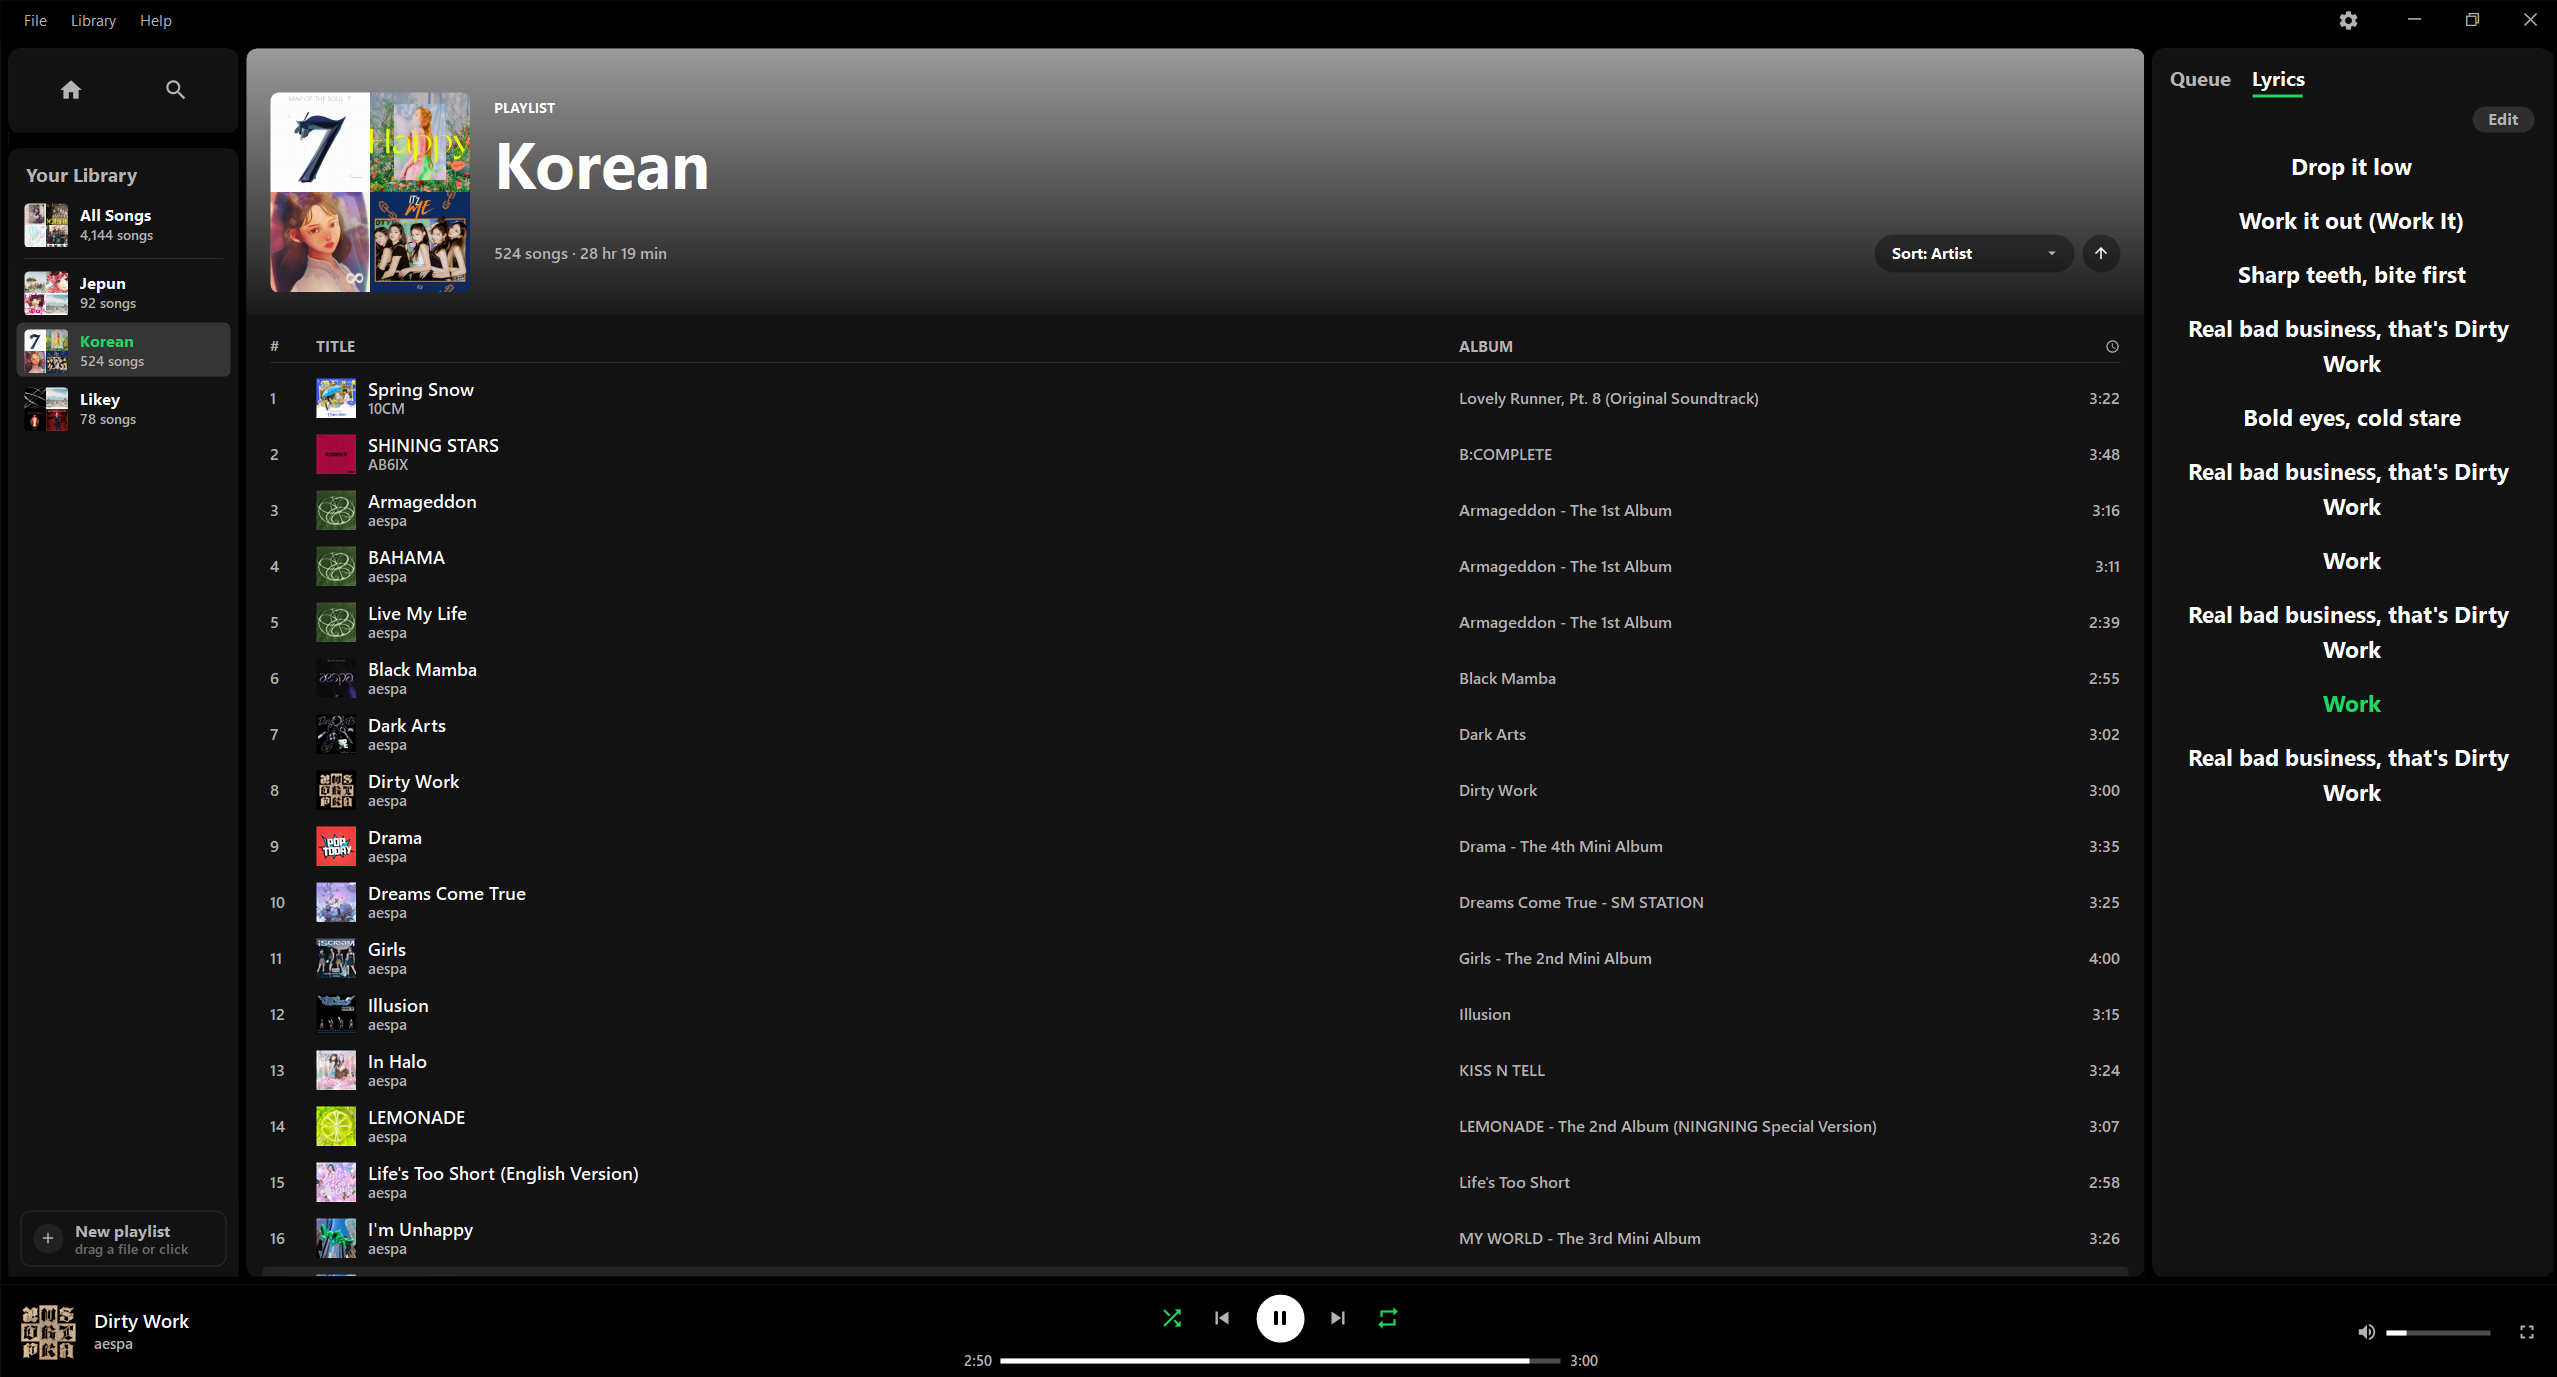 File Library Help
Your Library
All Songs
4,144 songs
Jepun
92 songs
Korean
524 songs
Likey
78 songs
New playlist
drag a file or click
MAP OF THE SOUL 7
7
Happy
IT'z ME
PLAYLIST
Korean
524 songs · 28 hr 19 min
Sort: Artist
# TITLE ALBUM
1 Spring Snow Lovely Runner, Pt. 8 (Original Soundtrack) 3:22
10CM
2 SHINING STARS B:COMPLETE 3:48
AB6IX
3 Armageddon Armageddon - The 1st Album 3:16
aespa
4 BAHAMA Armageddon - The 1st Album 3:11
aespa
5 Live My Life Armageddon - The 1st Album 2:39
aespa
6 Black Mamba Black Mamba 2:55
aespa
7 Dark Arts Dark Arts 3:02
aespa
8 Dirty Work Dirty Work 3:00
aespa
9 Drama Drama - The 4th Mini Album 3:35
aespa
POP TODAY
10 Dreams Come True Dreams Come True - SM STATION 3:25
aespa
11 Girls Girls - The 2nd Mini Album 4:00
aespa
12 Illusion Illusion 3:15
aespa
13 In Halo KISS N TELL 3:24
aespa
14 LEMONADE LEMONADE - The 2nd Album (NINGNING Special Version) 3:07
aespa
15 Life's Too Short (English Version) Life's Too Short 2:58
aespa
16 I'm Unhappy MY WORLD - The 3rd Mini Album 3:26
aespa
Queue Lyrics
Edit
Drop it low
Work it out (Work It)
Sharp teeth, bite first
Real bad business, that's Dirty
Work
Bold eyes, cold stare
Real bad business, that's Dirty
Work
Work
Real bad business, that's Dirty
Work
Work
Real bad business, that's Dirty
Work
Dirty Work
aespa
2:50 3:00